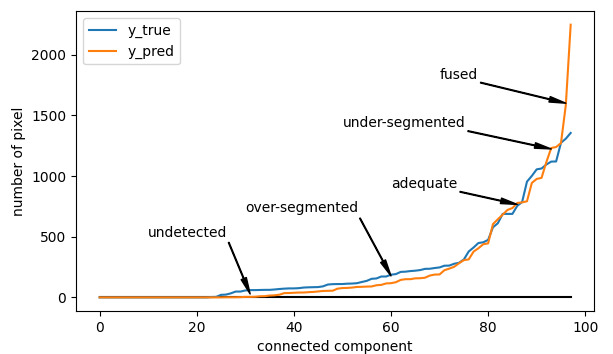 y_true
y_pred
fused
under-segmented
adequate
over-segmented
undetected
number of pixel
2000
1500
1000
500
0
0
20
40
60
80
100
connected component